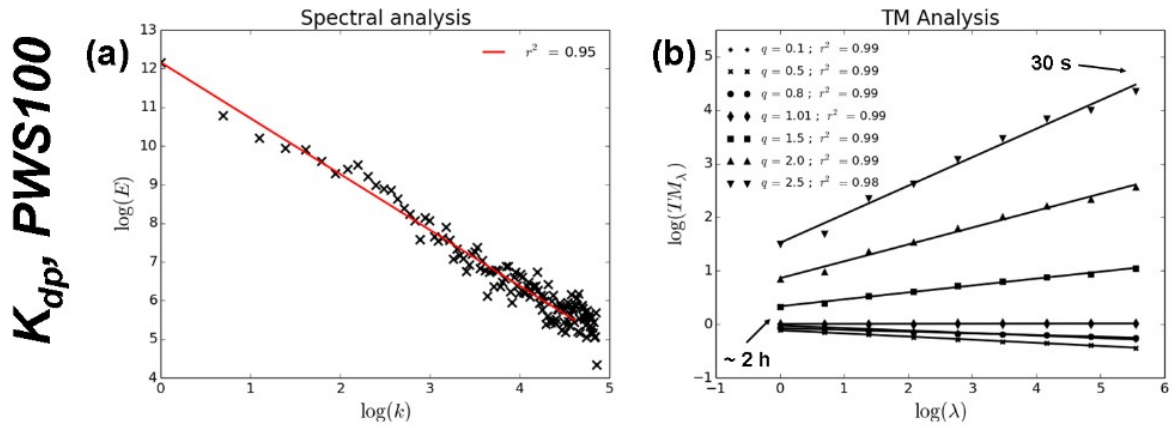 K_dp, PWS100
Spectral analysis
(a)
r² = 0.95
13
12
11
10
9
8
7
6
5
4
log(E)
0 1 2 3 4 5
log(k)
TM Analysis
(b)
q = 0.1 ; r² = 0.99
q = 0.5 ; r² = 0.99
q = 0.8 ; r² = 0.99
q = 1.01 ; r² = 0.99
q = 1.5 ; r² = 0.99
q = 2.0 ; r² = 0.99
q = 2.5 ; r² = 0.98
30 s
~ 2 h
5
4
3
2
1
0
−1
log(TM_λ)
−1 0 1 2 3 4 5 6
log(λ)